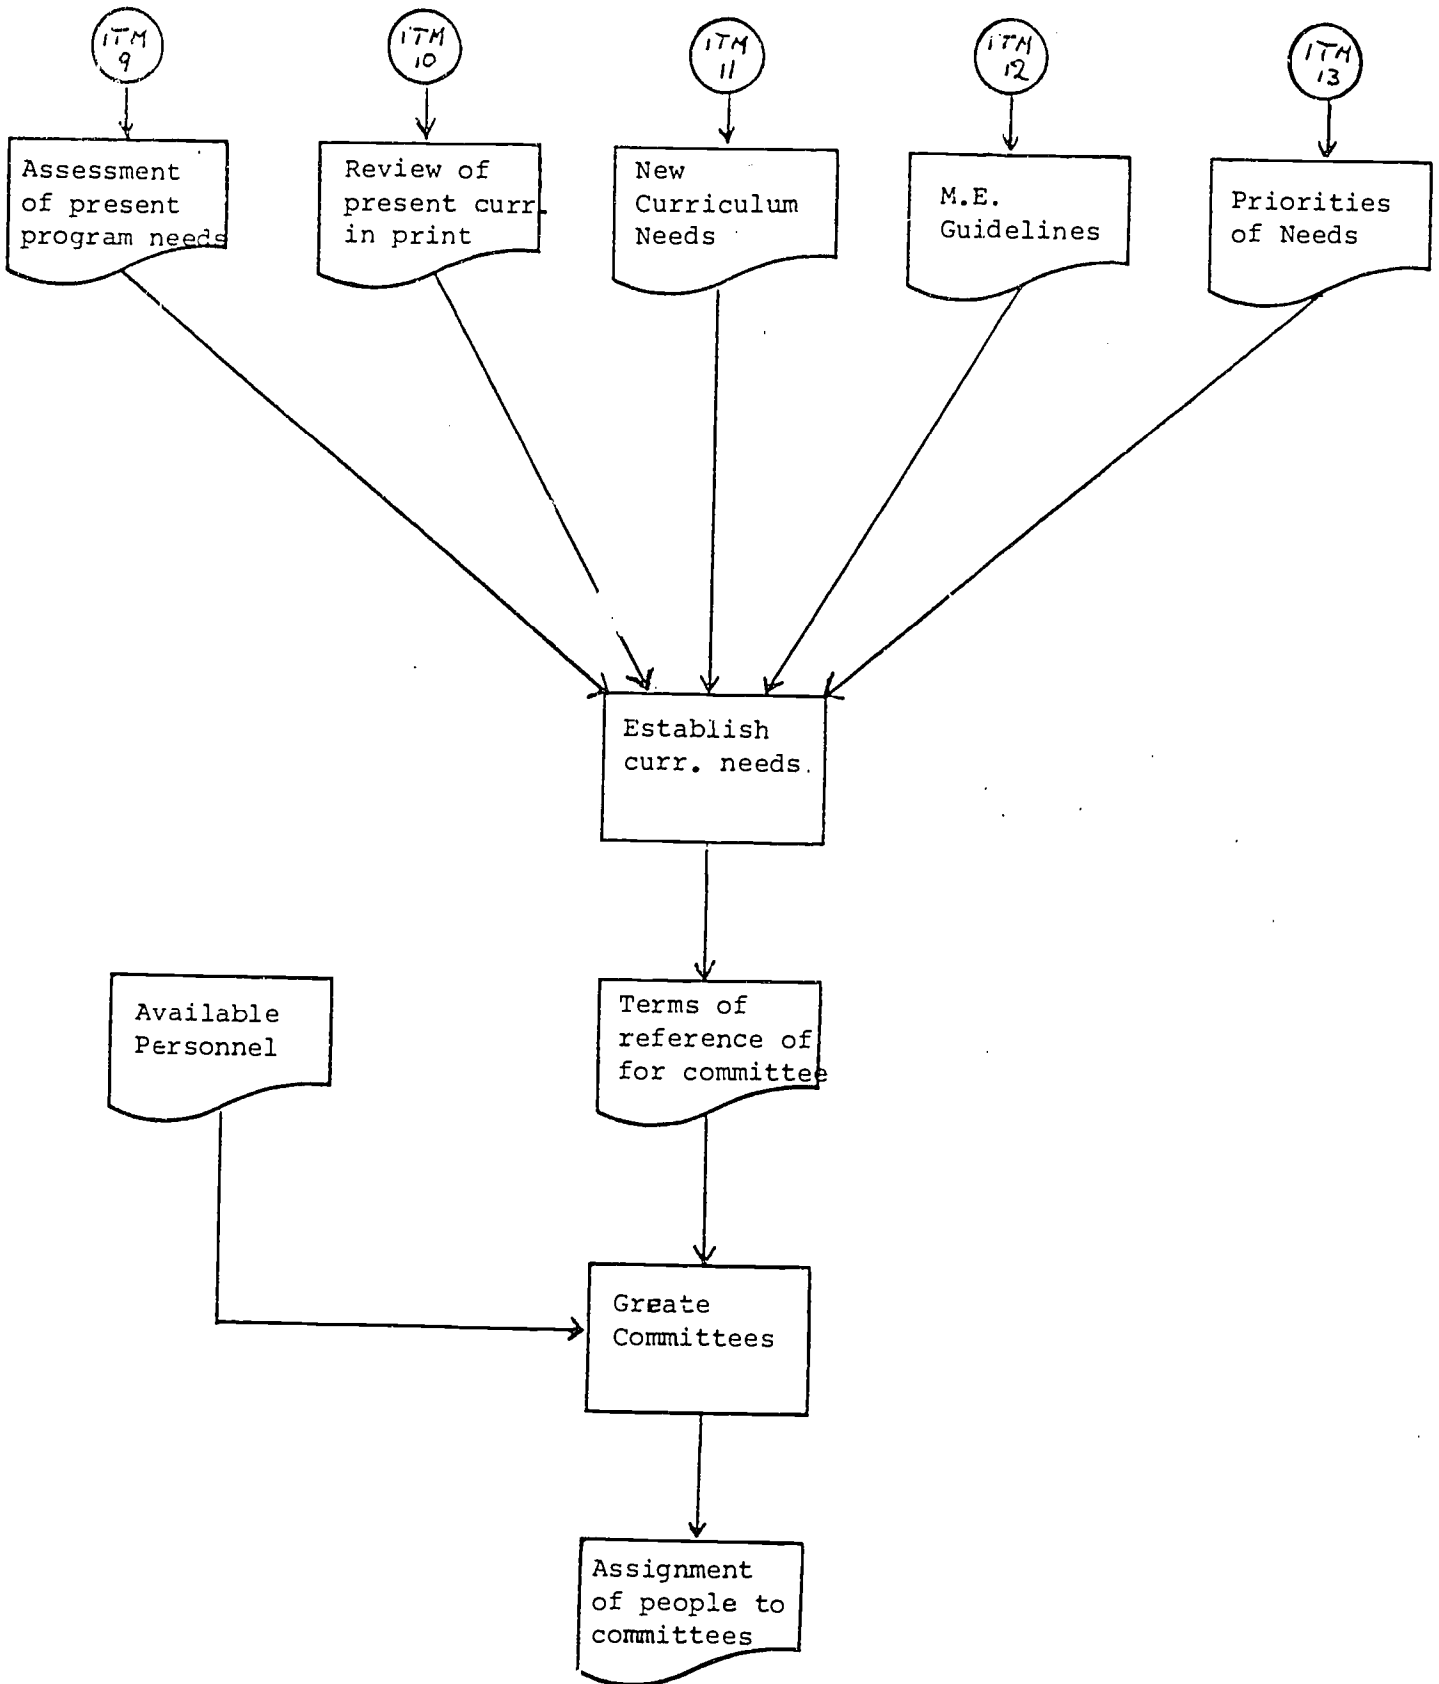 ITM
9
ITM
10
ITM
11
ITM
12
ITM
13
Assessment
of present
program needs
Review of
present curr.
in print
New
Curriculum
Needs
M.E.
Guidelines
Priorities
of Needs
Establish
curr. needs.
Available
Personnel
Terms of
reference of
for committee
Greate
Committees
Assignment
of people to
committees